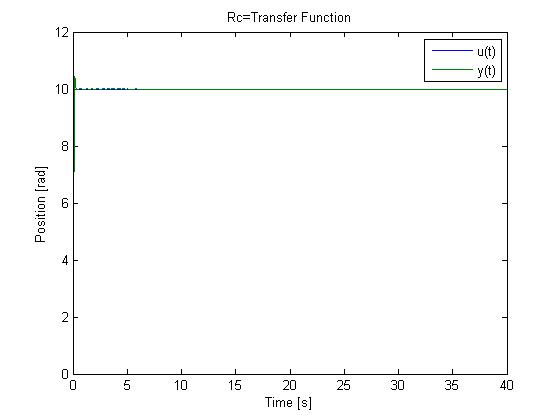 Rc=Transfer Function
u(t)
y(t)
12
10
8
6
4
2
0
Position [rad]
0 5 10 15 20 25 30 35 40
Time [s]